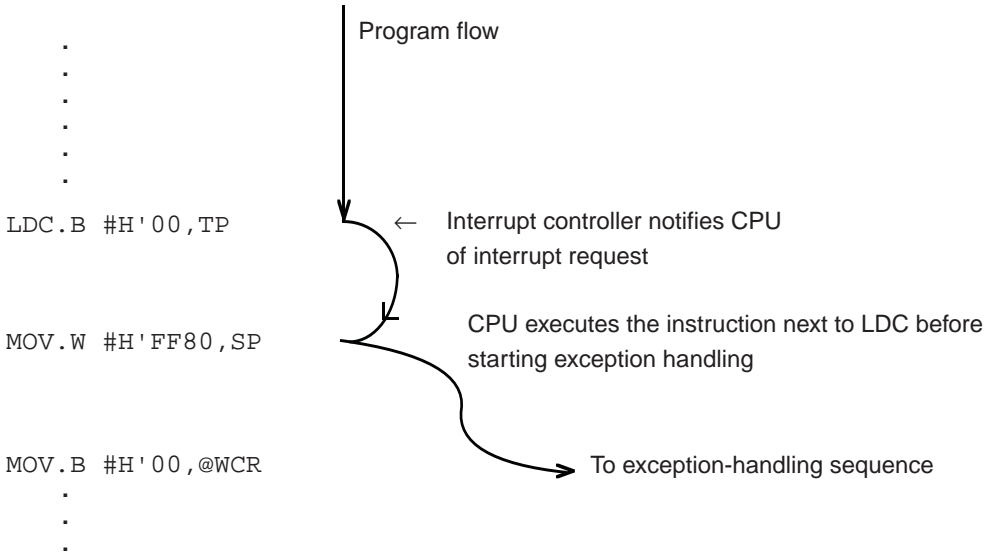 Program flow
.
.
.
.
.
.
LDC.B #H'00,TP
← Interrupt controller notifies CPU
of interrupt request
MOV.W #H'FF80,SP
CPU executes the instruction next to LDC before
starting exception handling
MOV.B #H'00,@WCR
To exception-handling sequence
.
.
.